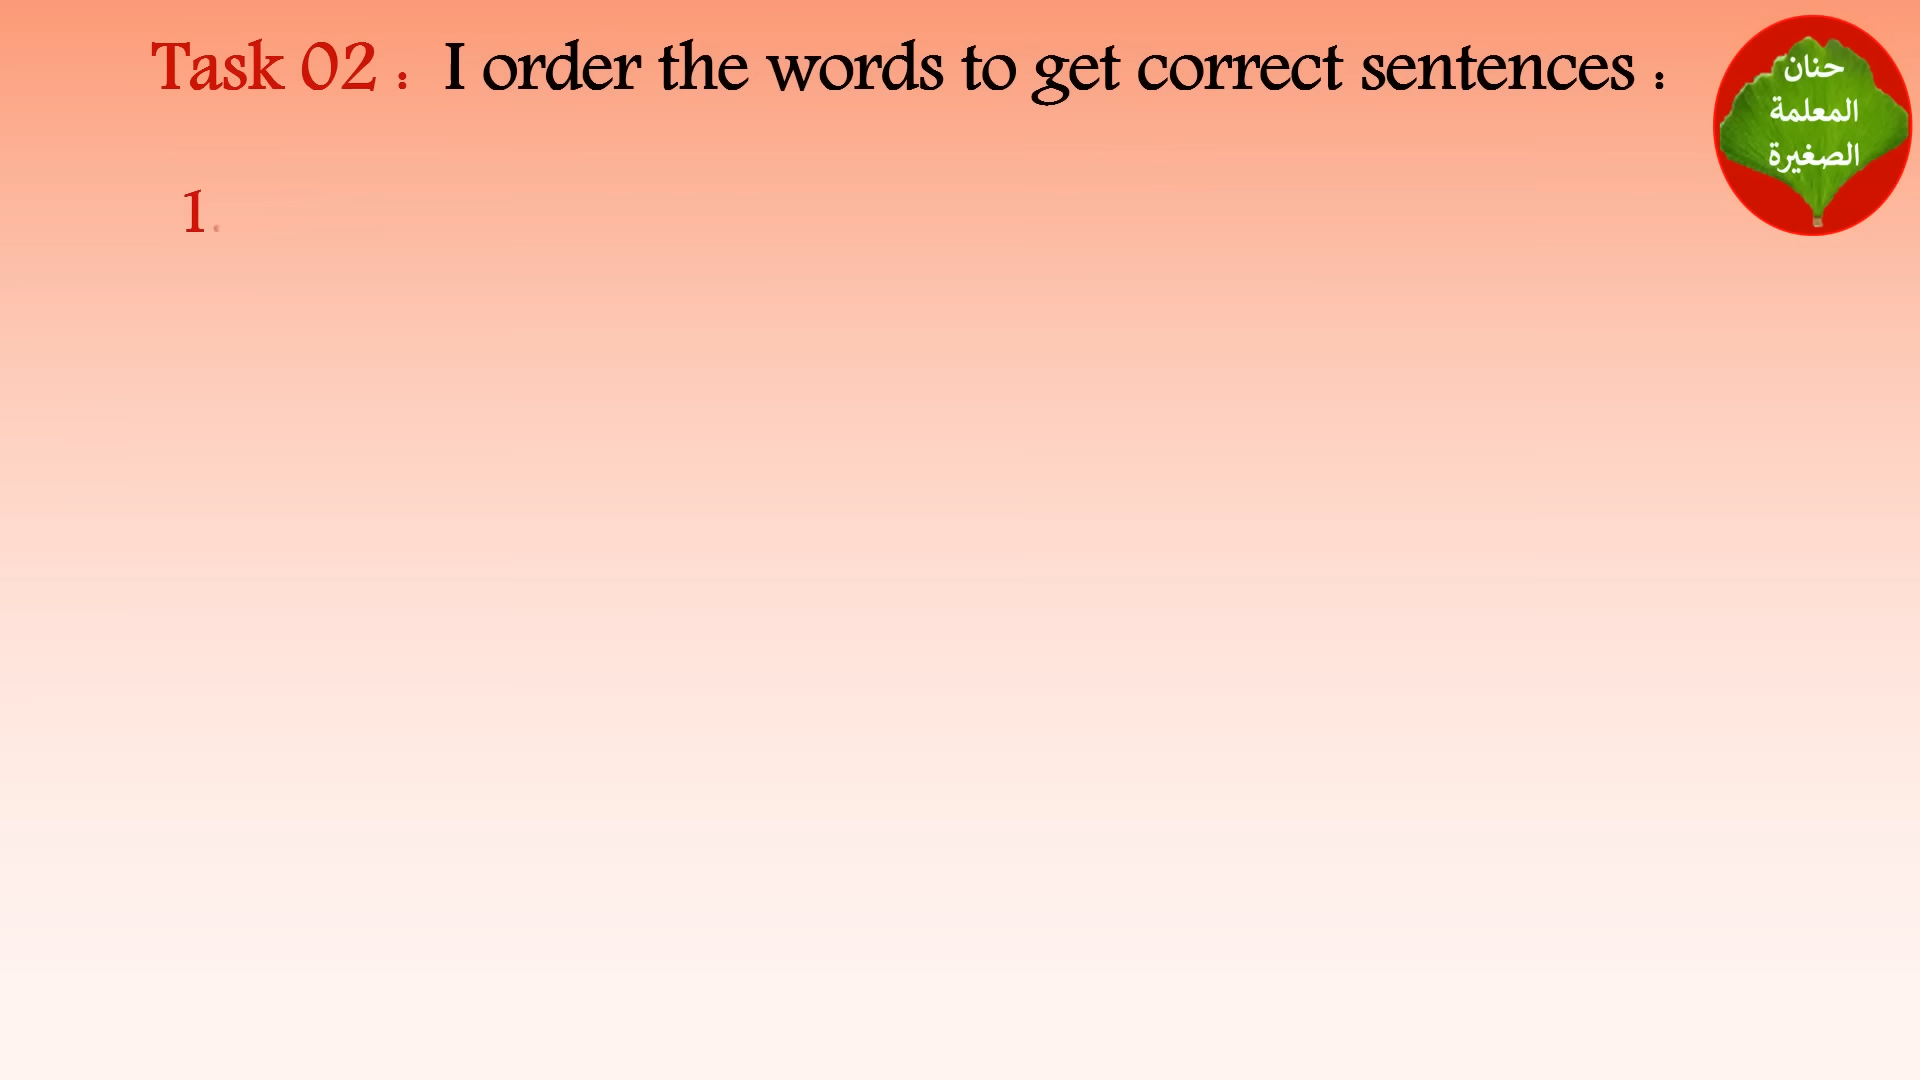 Task 02 : I order the words to get correct sentences :
حنان
المعلمة
الصغيرة
1.